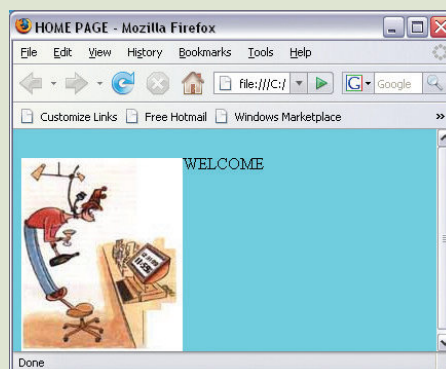 HOME PAGE - Mozilla Firefox
File Edit View History Bookmarks Tools Help
file:///C:/ G Google
Customize Links Free Hotmail Windows Marketplace »
WELCOME
Done